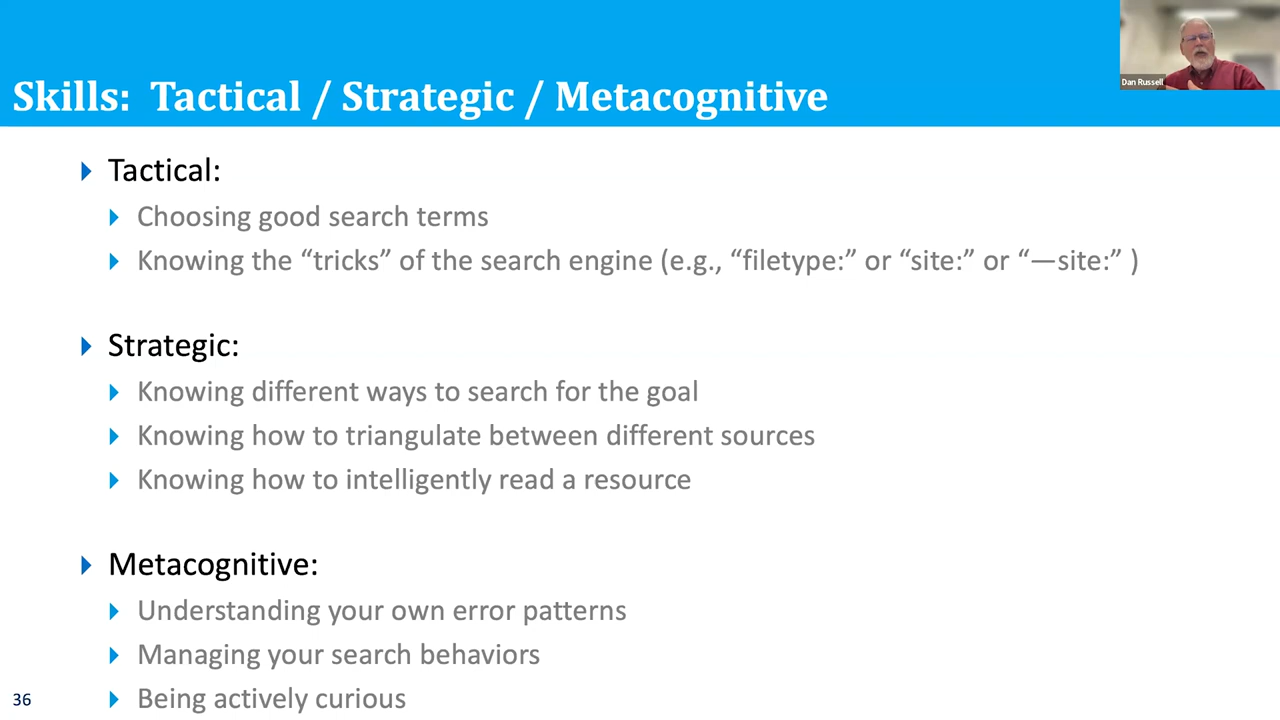 Skills: Tactical / Strategic / Metacognitive
Dan Russell
Tactical:
Choosing good search terms
Knowing the “tricks” of the search engine (e.g., “filetype:” or “site:” or “—site:” )
Strategic:
Knowing different ways to search for the goal
Knowing how to triangulate between different sources
Knowing how to intelligently read a resource
Metacognitive:
Understanding your own error patterns
Managing your search behaviors
Being actively curious
36